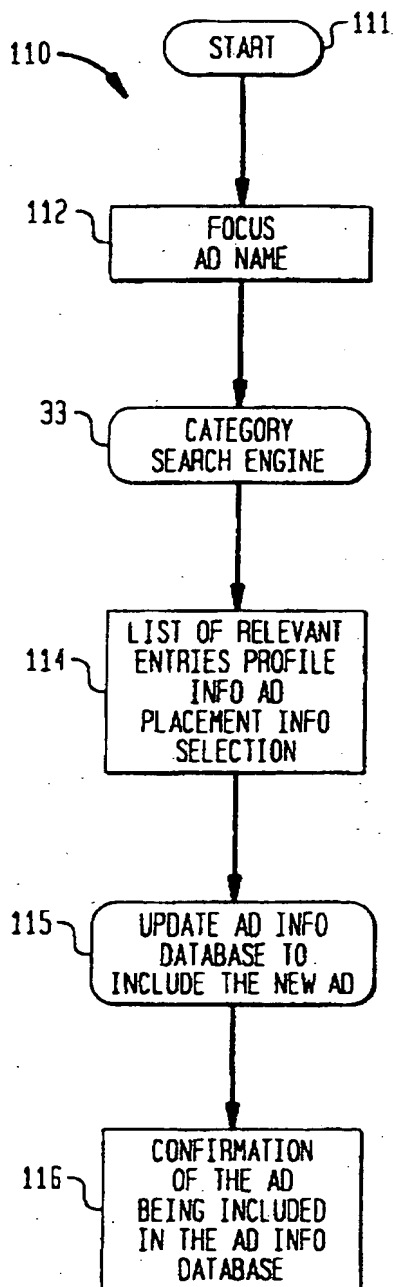 START
111
110
112
FOCUS
AD NAME
33
CATEGORY
SEARCH ENGINE
114
LIST OF RELEVANT
ENTRIES PROFILE
INFO AD
PLACEMENT INFO
SELECTION
115
UPDATE AD INFO
DATABASE TO
INCLUDE THE NEW AD
116
CONFIRMATION
OF THE AD
BEING INCLUDED
IN THE AD INFO
DATABASE